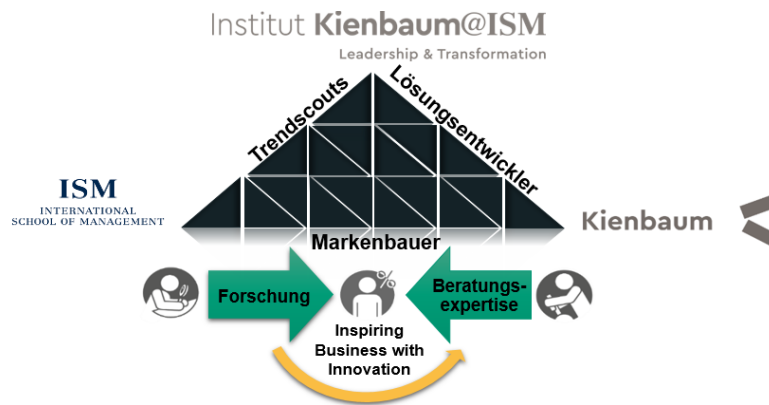 Institut Kienbaum@ISM
Leadership & Transformation
Trendscouts
Lösungsentwickler
ISM
INTERNATIONAL
SCHOOL OF MANAGEMENT
Kienbaum
Markenbauer
Forschung
%
Beratungs-
expertise
Inspiring
Business with
Innovation